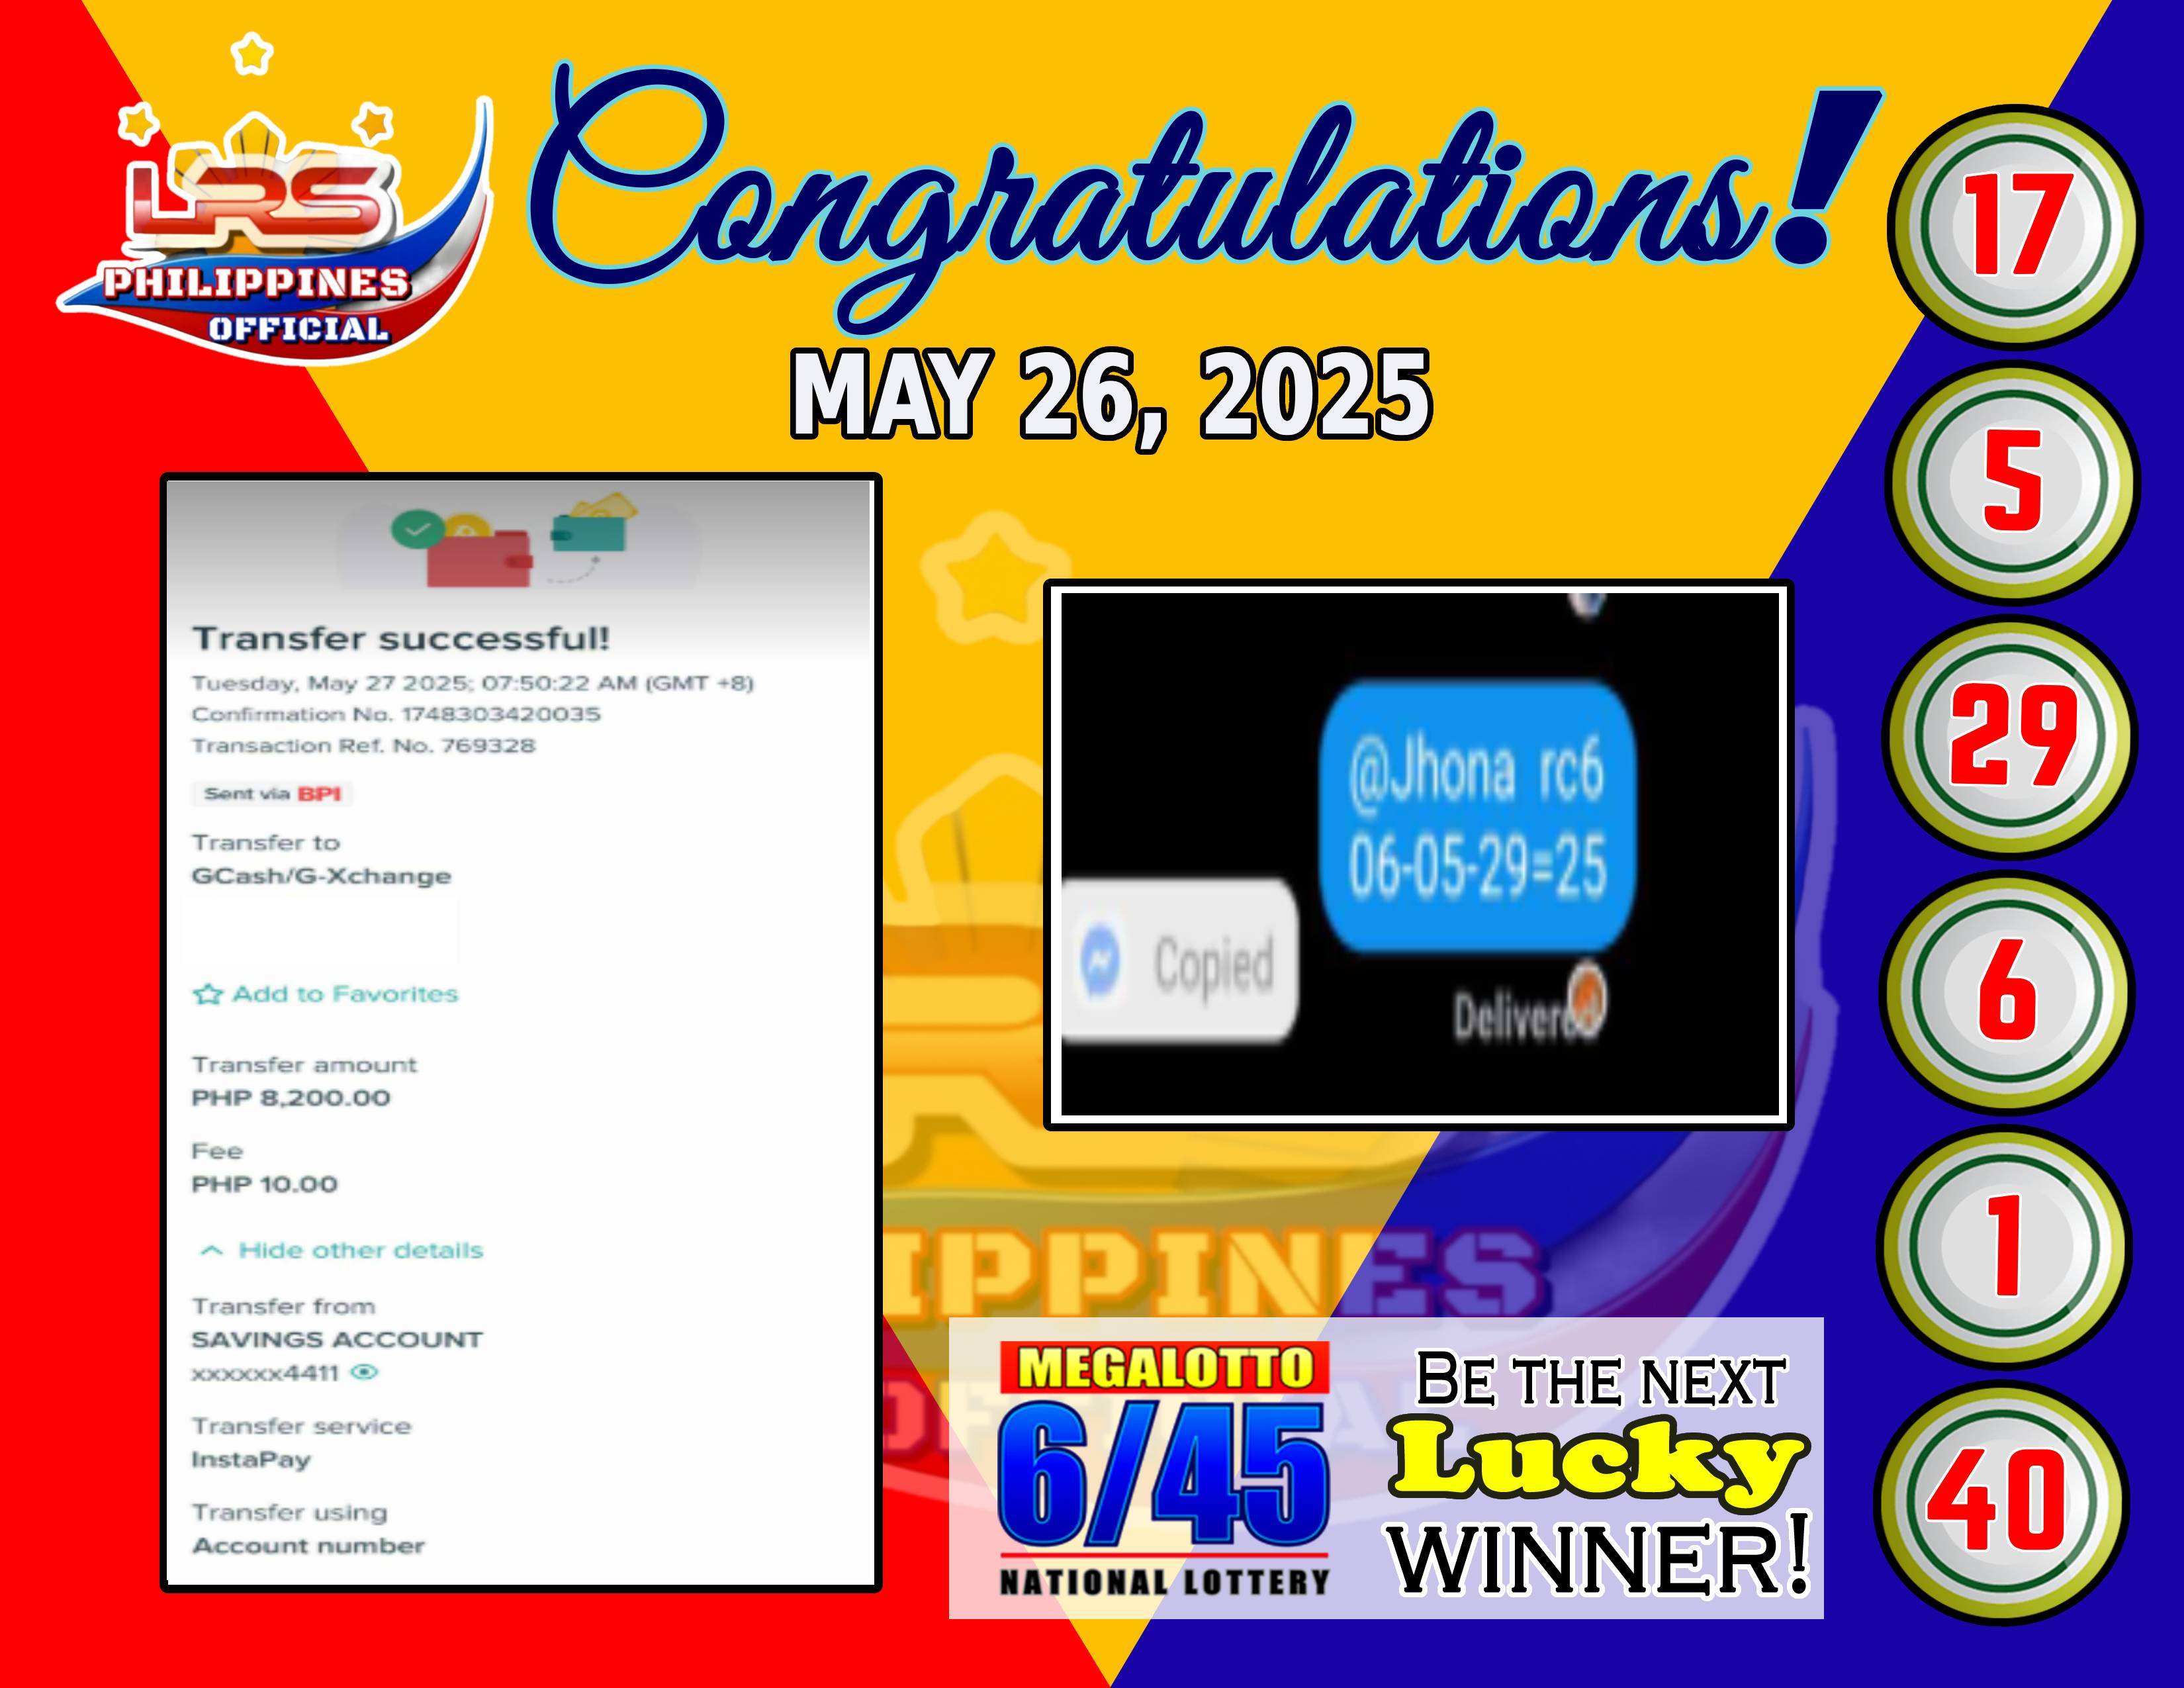 LRS
PHILIPPINES
OFFICIAL
Congratulations!
MAY 26, 2025
Transfer successful!
Tuesday, May 27 2025; 07:50:22 AM (GMT +8)
Confirmation No. 1748303420035
Transaction Ref. No. 769328
Sent via BPI
Transfer to
GCash/G-Xchange
Add to Favorites
Transfer amount
PHP 8,200.00
Fee
PHP 10.00
Hide other details
Transfer from
SAVINGS ACCOUNT
xxxxxx4411
Transfer service
InstaPay
Transfer using
Account number
@Jhona rc6
06-05-29=25
Copied
Delivered
IPPINES
MEGALOTTO
6/45
NATIONAL LOTTERY
BE THE NEXT
Lucky
WINNER!
17
5
29
6
1
40